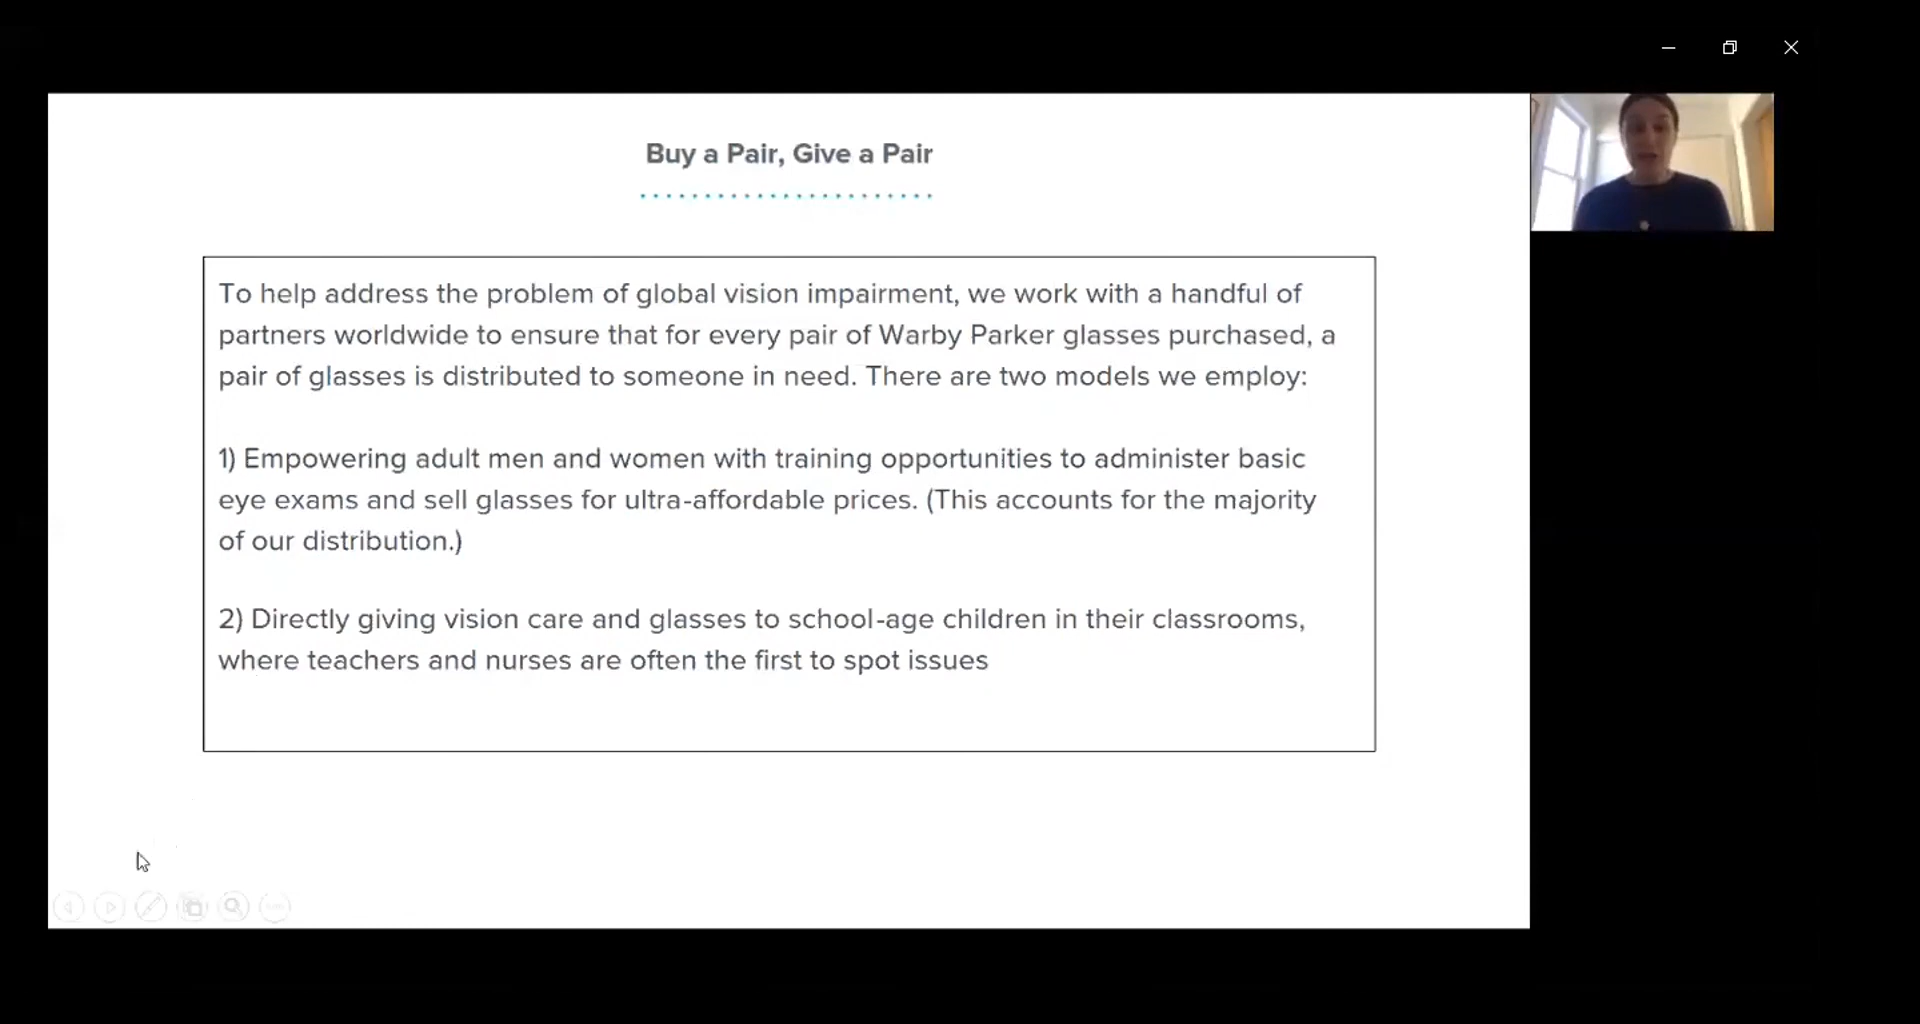 Buy a Pair, Give a Pair
To help address the problem of global vision impairment, we work with a handful of
partners worldwide to ensure that for every pair of Warby Parker glasses purchased, a
pair of glasses is distributed to someone in need. There are two models we employ:
1) Empowering adult men and women with training opportunities to administer basic
eye exams and sell glasses for ultra-affordable prices. (This accounts for the majority
of our distribution.)
2) Directly giving vision care and glasses to school-age children in their classrooms,
where teachers and nurses are often the first to spot issues